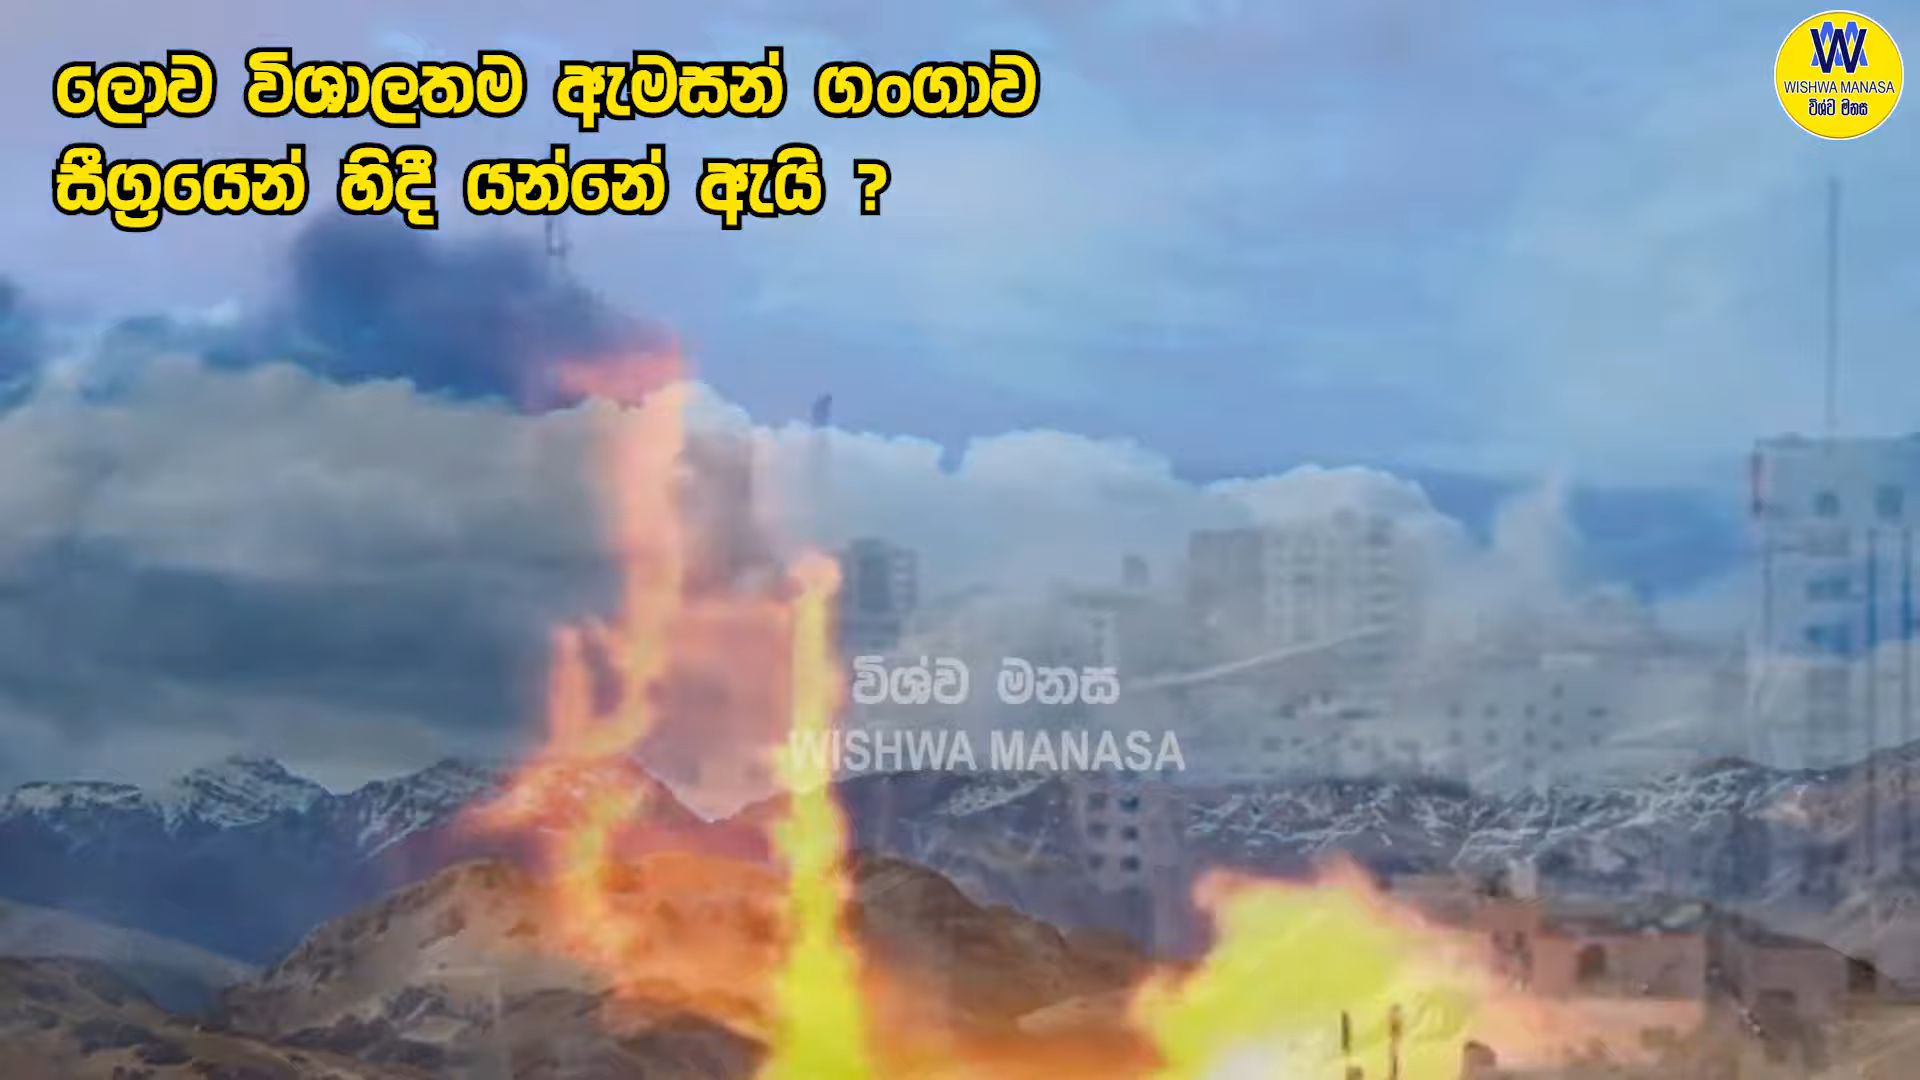 ලොව විශාලතම ඇමසන් ගංගාව
සීග්‍රයෙන් හිදී යන්නේ ඇයි ?
WISHWA MANASA
විශ්ව මනස
විශ්ව මනස
WISHWA MANASA